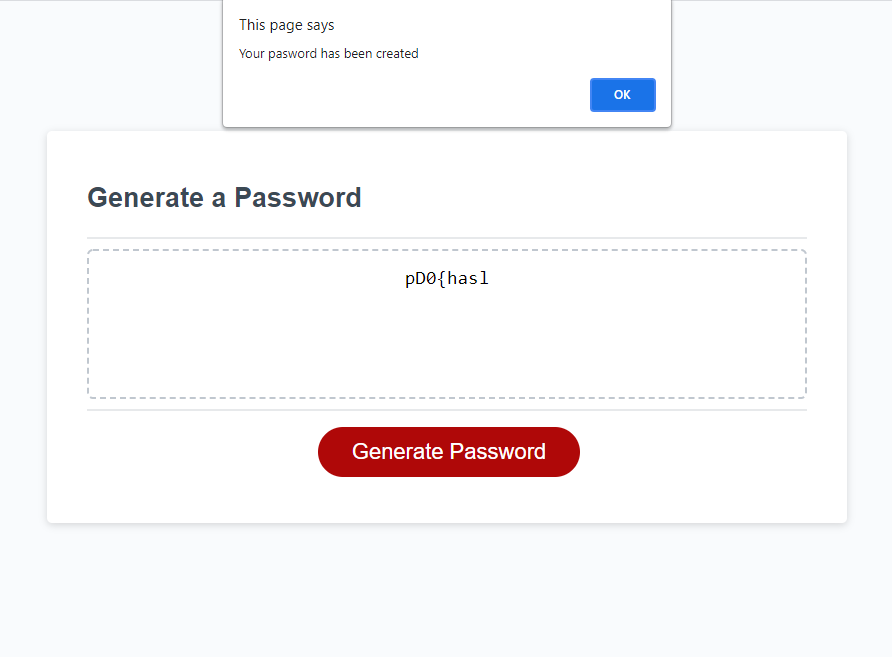 This page says
Your pasword has been created
OK
Generate a Password
pD0{hasl
Generate Password